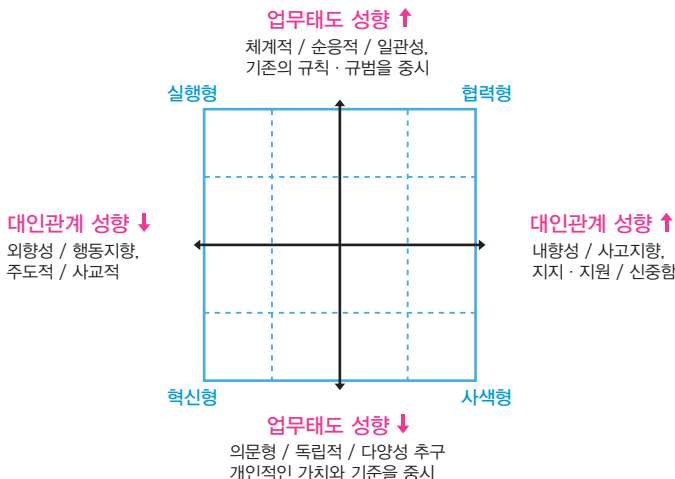 업무태도 성향 ↑
체계적 / 순응적 / 일관성,
기존의 규칙 · 규범을 중시
실행형
협력형
대인관계 성향 ↓
외향성 / 행동지향,
주도적 / 사교적
대인관계 성향 ↑
내향성 / 사고지향,
지지 · 지원 / 신중함
혁신형
사색형
업무태도 성향 ↓
의문형 / 독립적 / 다양성 추구
개인적인 가치와 기준을 중시